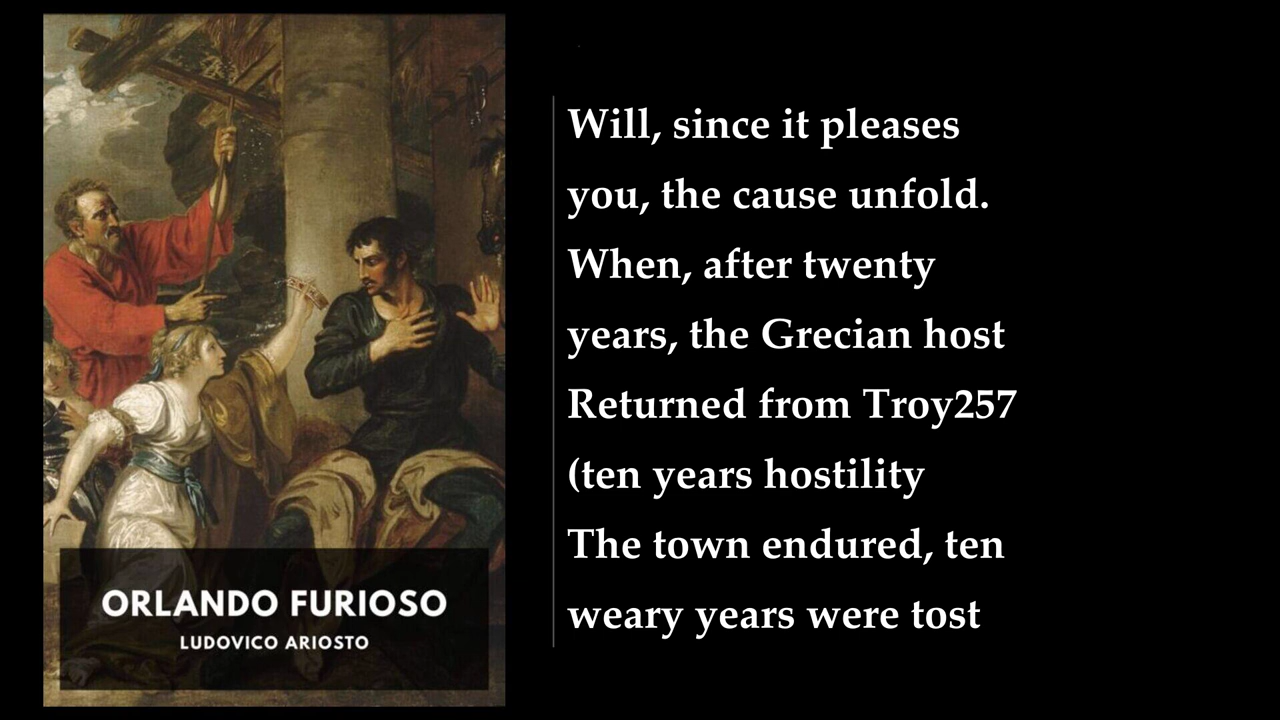 ORLANDO FURIOSO
LUDOVICO ARIOSTO
Will, since it pleases
you, the cause unfold.
When, after twenty
years, the Grecian host
Returned from Troy257
(ten years hostility
The town endured, ten
weary years were tost